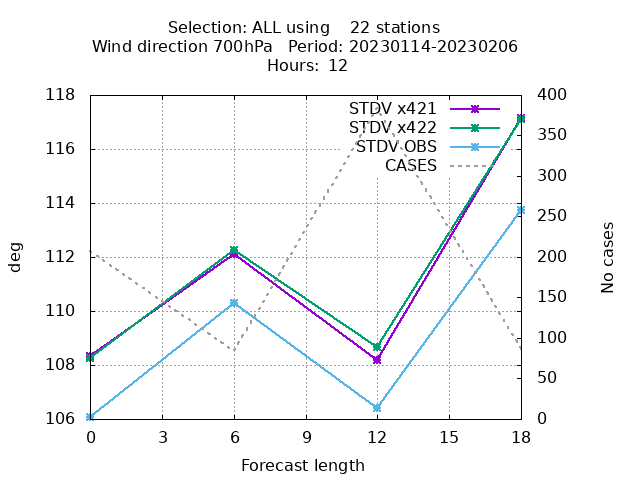 Selection: ALL using    22 stations
Wind direction 700hPa   Period: 20230114-20230206
Hours: 12
118
116
114
112
110
108
106
400
350
300
250
200
150
100
50
0
STDV x421
STDV x422
STDV OBS
CASES
deg
No cases
0 3 6 9 12 15 18
Forecast length